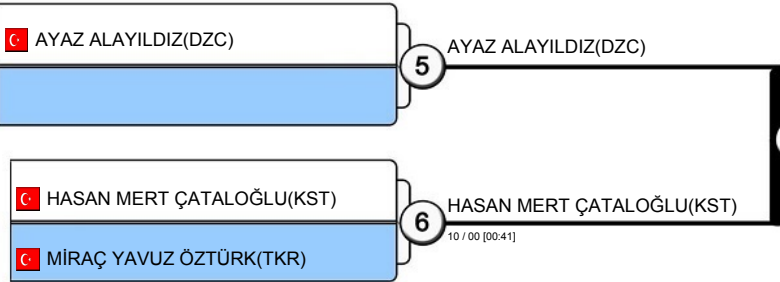 AYAZ ALAYILDIZ(DZC)
5
AYAZ ALAYILDIZ(DZC)
HASAN MERT ÇATALOĞLU(KST)
6
HASAN MERT ÇATALOĞLU(KST)
10 / 00 [00:41]
MİRAÇ YAVUZ ÖZTÜRK(TKR)